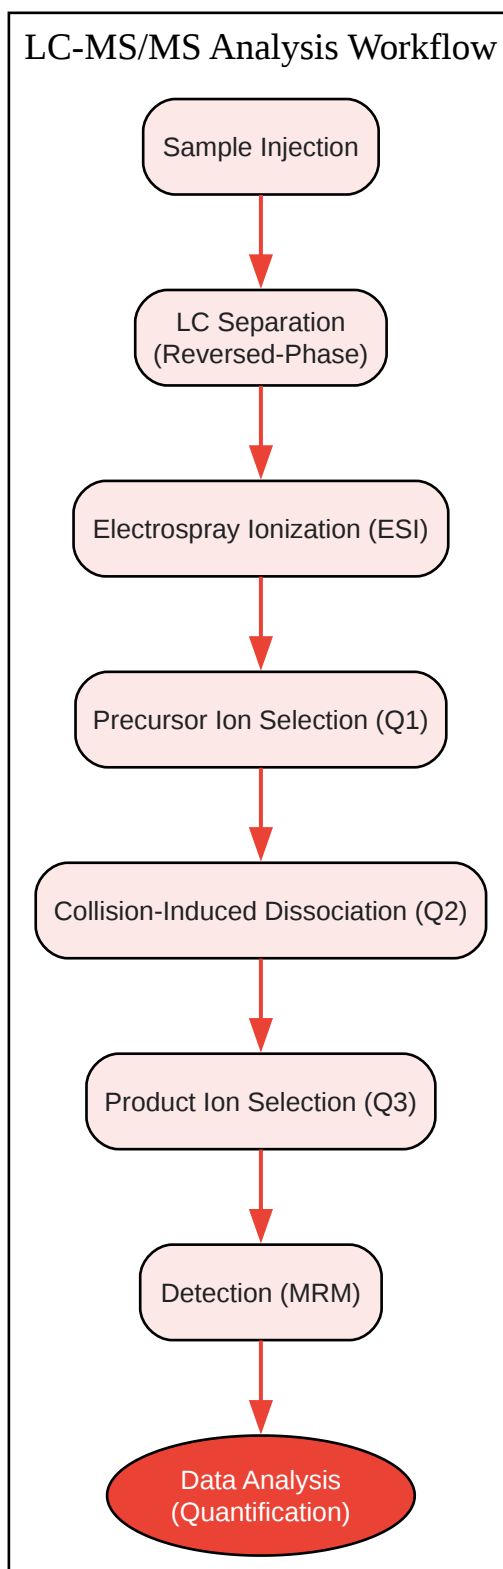 LC-MS/MS Analysis Workflow
Sample Injection
LC Separation
(Reversed-Phase)
Electrospray Ionization (ESI)
Precursor Ion Selection (Q1)
Collision-Induced Dissociation (Q2)
Product Ion Selection (Q3)
Detection (MRM)
Data Analysis
(Quantification)